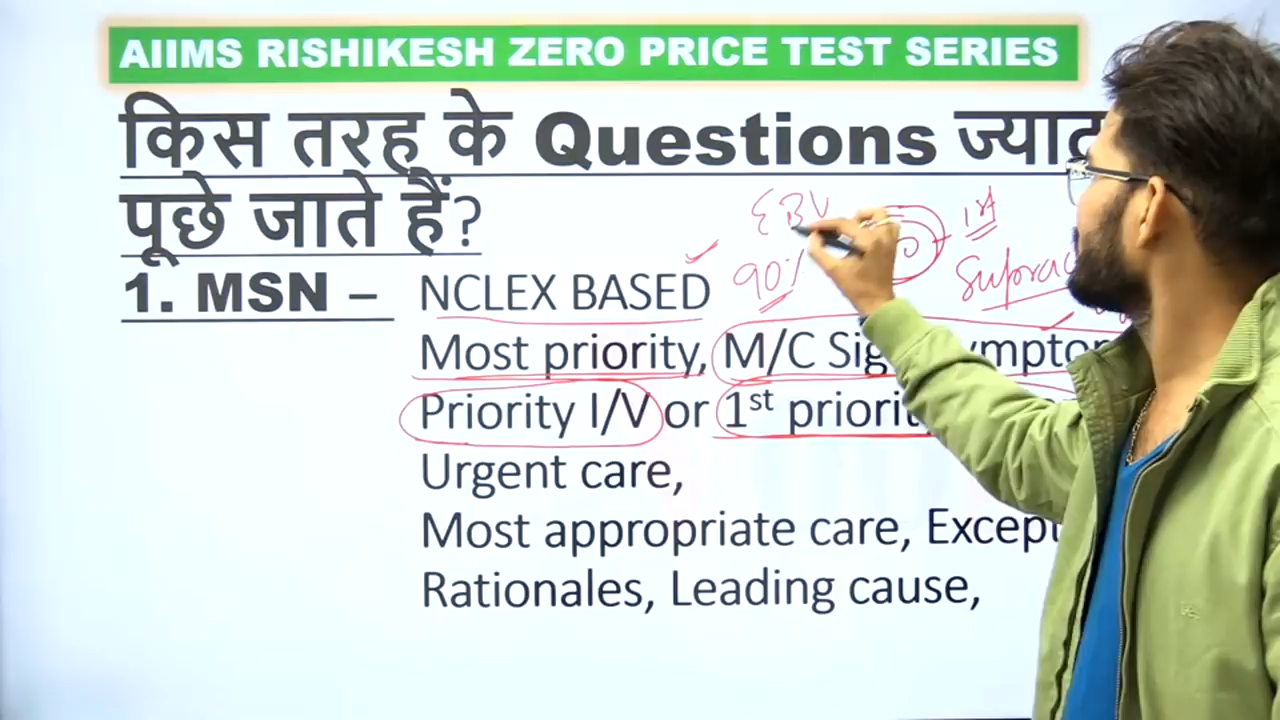 AIIMS RISHIKESH ZERO PRICE TEST SERIES
किस तरह के Questions
पूछे जाते हैं?
EBV
1st
90%
1. MSN – NCLEX BASED
Most priority, M/C
Priority I/V or 1st
Urgent care,
Most appropriate care,
Rationales, Leading cause,